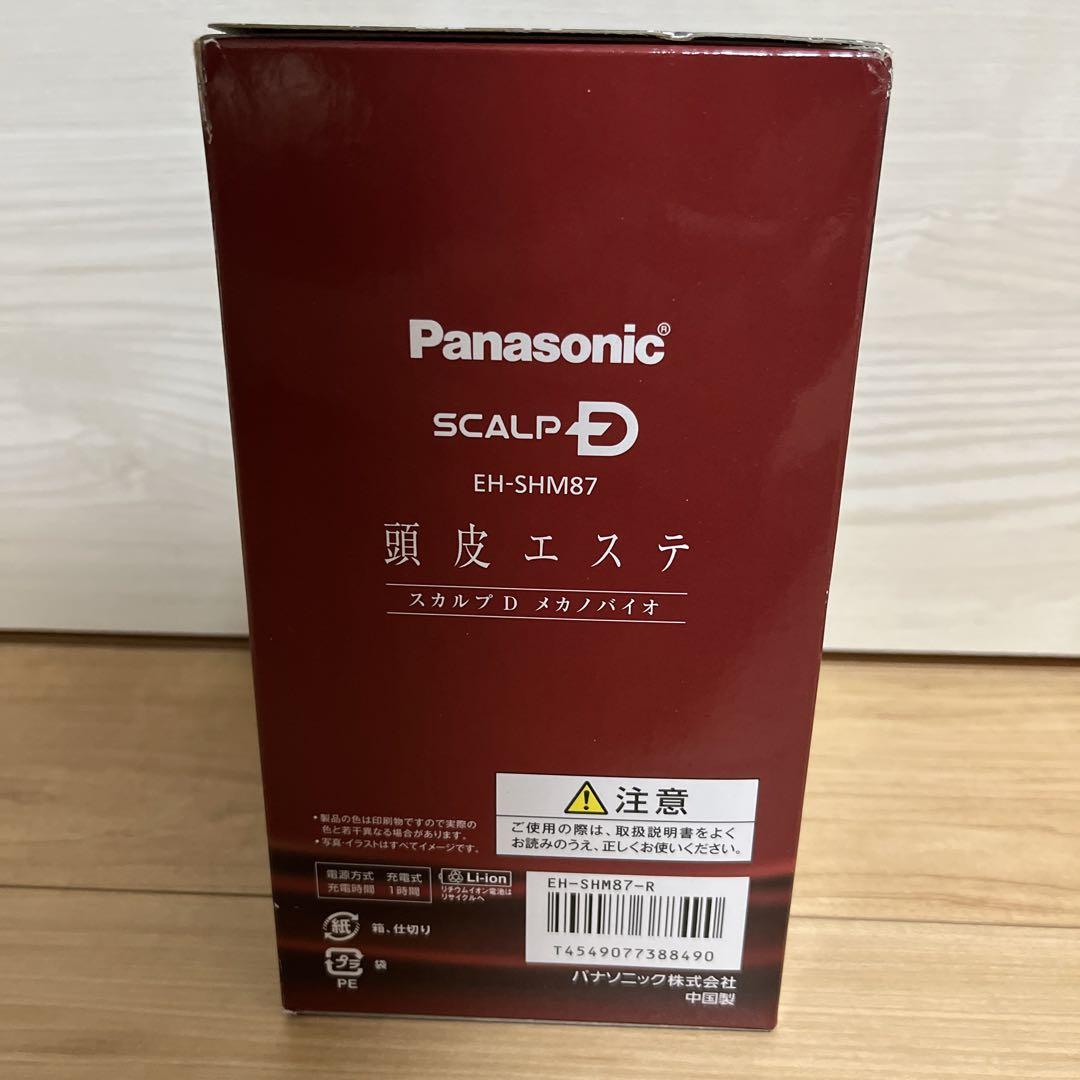 Panasonic®
SCALP D
EH-SHM87
頭皮エステ
スカルプD メカノバイオ
⚠注意
ご使用の際は、取扱説明書をよく
お読みのうえ、正しくお使いください。
•製品の色は印刷物ですので実際の
色と若干異なる場合があります。
•写真・イラストはすべてイメージです。
電源方式 充電式
充電時間 1時間
Li-ion
リチウムイオン電池は
リサイクルへ
EH-SHM87-R
T4549077388490
紙 箱、仕切り
プラ 袋
PE
パナソニック株式会社
中国製